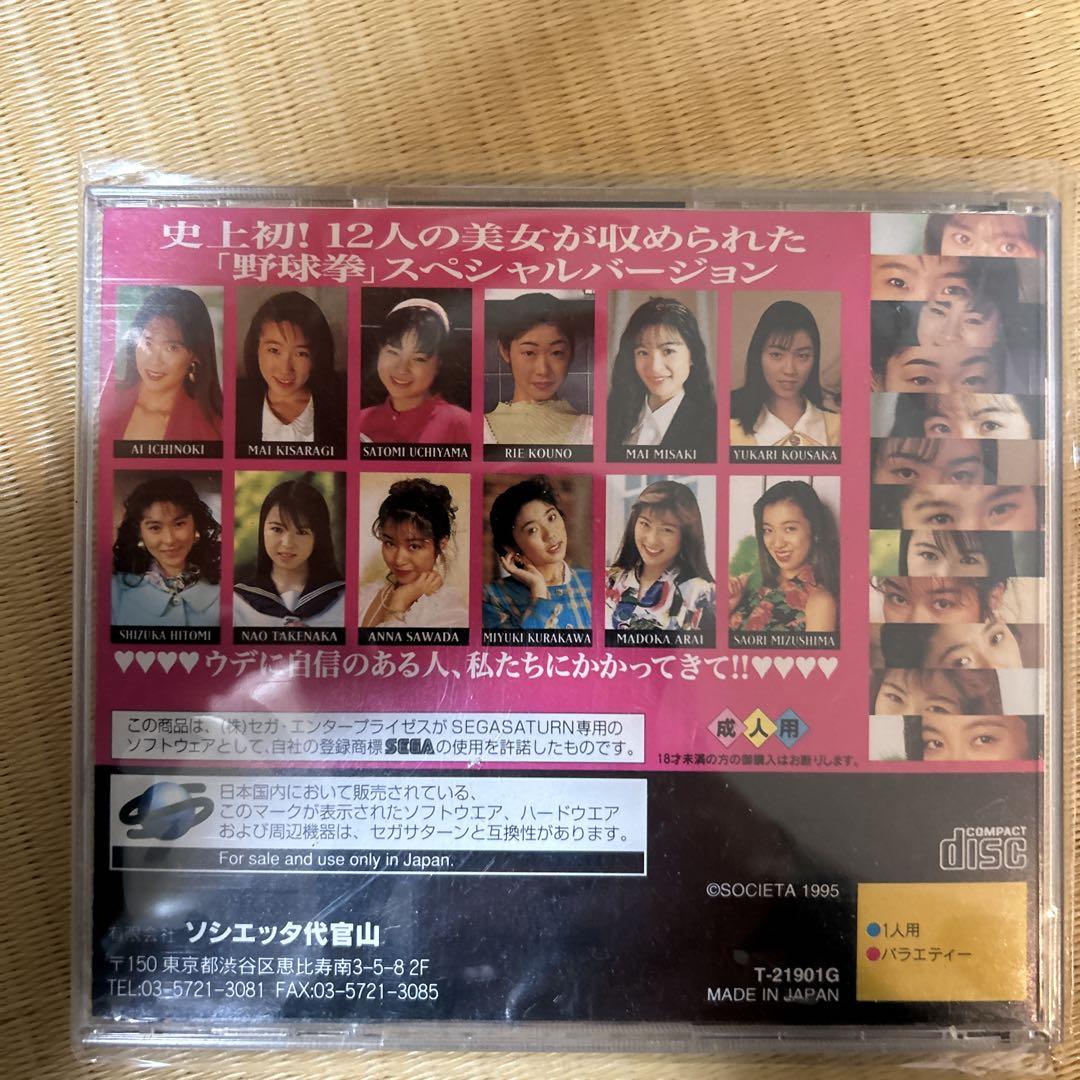 史上初! 12人の美女が収められた
「野球拳」スペシャルバージョン
AI ICHINOKI
MAI KISARAGI
SATOMI UCHIYAMA
RIE KOUNO
MAI MISAKI
YUKARI KOUSAKA
SHIZUKA HITOMI
NAO TAKENAKA
ANNA SAWADA
MIYUKI KURAKAWA
MADOKA ARAI
SAORI MIZUSHIMA
♥♥♥♥ウデに自信のある人、私たちにかかってきて!!♥♥♥♥
この商品は、(株)セガ・エンタープライゼスがSEGASATURN専用の
ソフトウェアとして、自社の登録商標SEGAの使用を許諾したものです。
成人用
18才未満の方の御購入はお断りします。
日本国内において販売されている、
このマークが表示されたソフトウエア、ハードウエア
および周辺機器は、セガサターンと互換性があります。
For sale and use only in Japan.
COMPACT
disc
©SOCIETA 1995
有限会社 ソシエッタ代官山
〒150 東京都渋谷区恵比寿南3-5-8 2F
TEL:03-5721-3081 FAX:03-5721-3085
T-21901G
MADE IN JAPAN
●1人用
●バラエティー